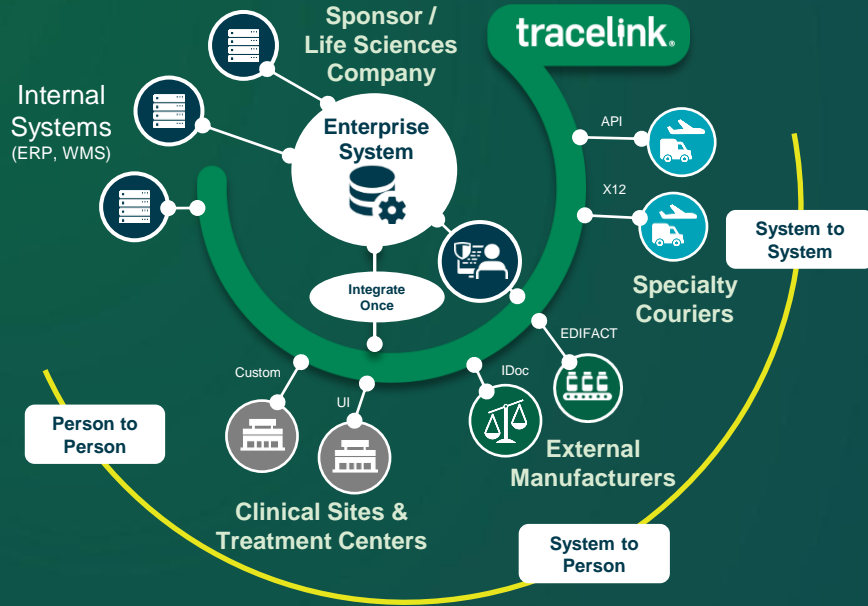 Sponsor /
Life Sciences
Company
tracelink®
Internal
Systems
(ERP, WMS)
Enterprise
System
API
X12
System to
System
Specialty
Couriers
Integrate
Once
EDIFACT
IDoc
Custom
UI
Person to
Person
External
Manufacturers
Clinical Sites &
Treatment Centers
System to
Person